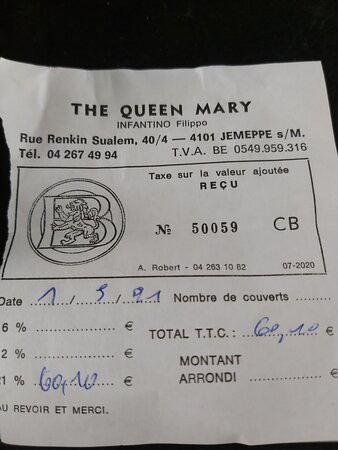 THE QUEEN MARY
INFANTINO Filippo
Rue Renkin Sualem, 40/4 — 4101 JEMEPPE s/M.
Tél. 04 267 49 94 T.V.A. BE 0549.959.316
Taxe sur la valeur ajoutée
REÇU
B
№ 50059 CB
A. Robert - 04 263 10 82 07-2020
Date 1/9/21 Nombre de couverts
6 % € TOTAL T.T.C.: 60,10 €
2 % € MONTANT
21 % 60,10 € ARRONDI €
AU REVOIR ET MERCI.